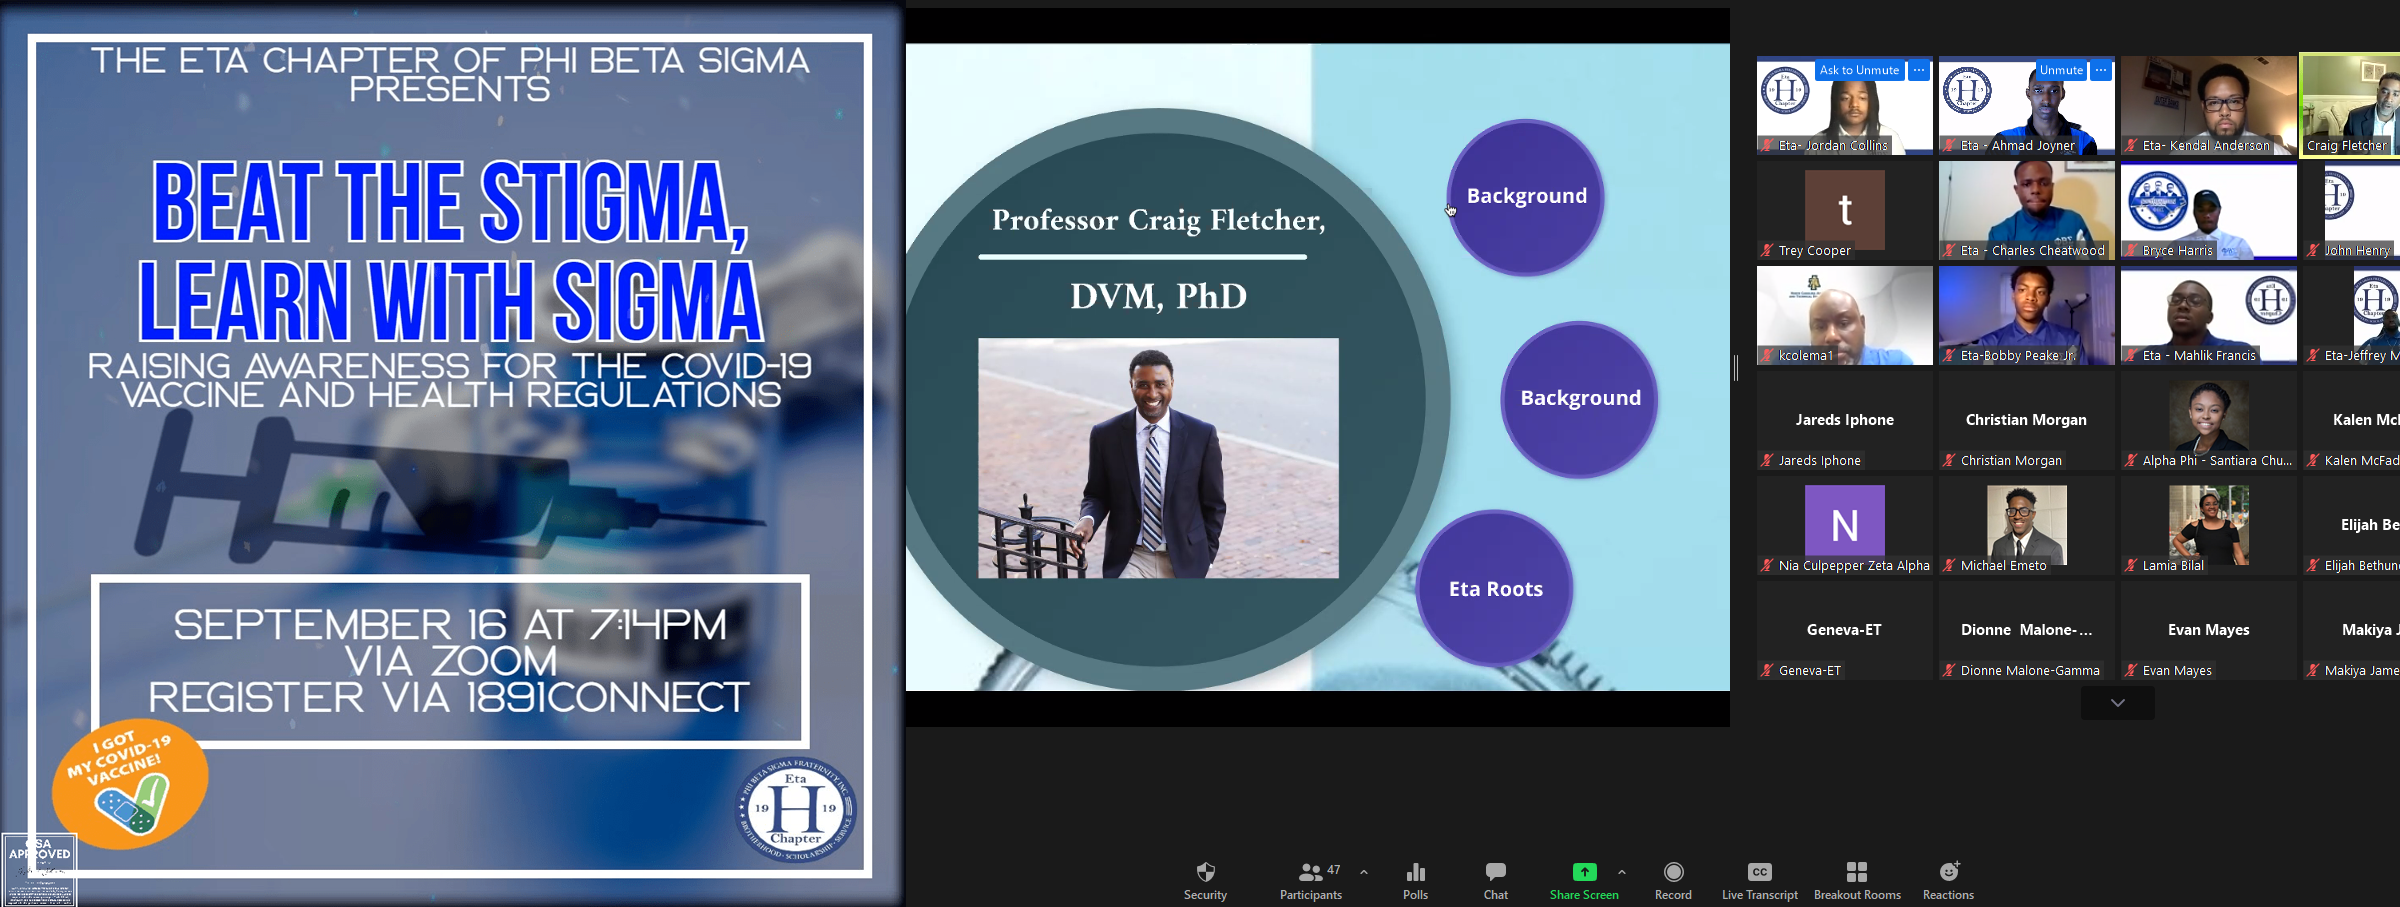 THE ETA CHAPTER OF PHI BETA SIGMA
PRESENTS
BEAT THE STIGMA,
LEARN WITH SIGMA
RAISING AWARENESS FOR THE COVID-19
VACCINE AND HEALTH REGULATIONS
SEPTEMBER 16 AT 7:14PM
VIA ZOOM
REGISTER VIA 1891CONNECT
I GOT
MY COVID-19
VACCINE!
APPROVED
PHI BETA SIGMA FRATERNITY, INC.
Eta
19 H 19
Chapter
BROTHERHOOD · SCHOLARSHIP · SERVICE
Professor Craig Fletcher,
DVM, PhD
Background
Background
Eta Roots
Ask to Unmute ...
Unmute ...
Eta- Jordan Collins
Eta - Ahmad Joyner
Eta- Kendal Anderson
Craig Fletcher
t
Trey Cooper
Eta - Charles Cheatwood
Bryce Harris
John Henry
kcolema1
Eta-Bobby Peake Jr.
Eta - Mahlik Francis
Eta-Jeffrey M
Jareds Iphone
Christian Morgan
Kalen McF
Jareds Iphone
Christian Morgan
Alpha Phi - Santiara Chu...
Kalen McFad
N
Elijah Be
Nia Culpepper Zeta Alpha
Michael Emeto
Lamia Bilal
Elijah Bethun
Geneva-ET
Dionne Malone-...
Evan Mayes
Makiya J
Geneva-ET
Dionne Malone-Gamma
Evan Mayes
Makiya Jame
47
CC
Security
Participants
Polls
Chat
Share Screen
Record
Live Transcript
Breakout Rooms
Reactions